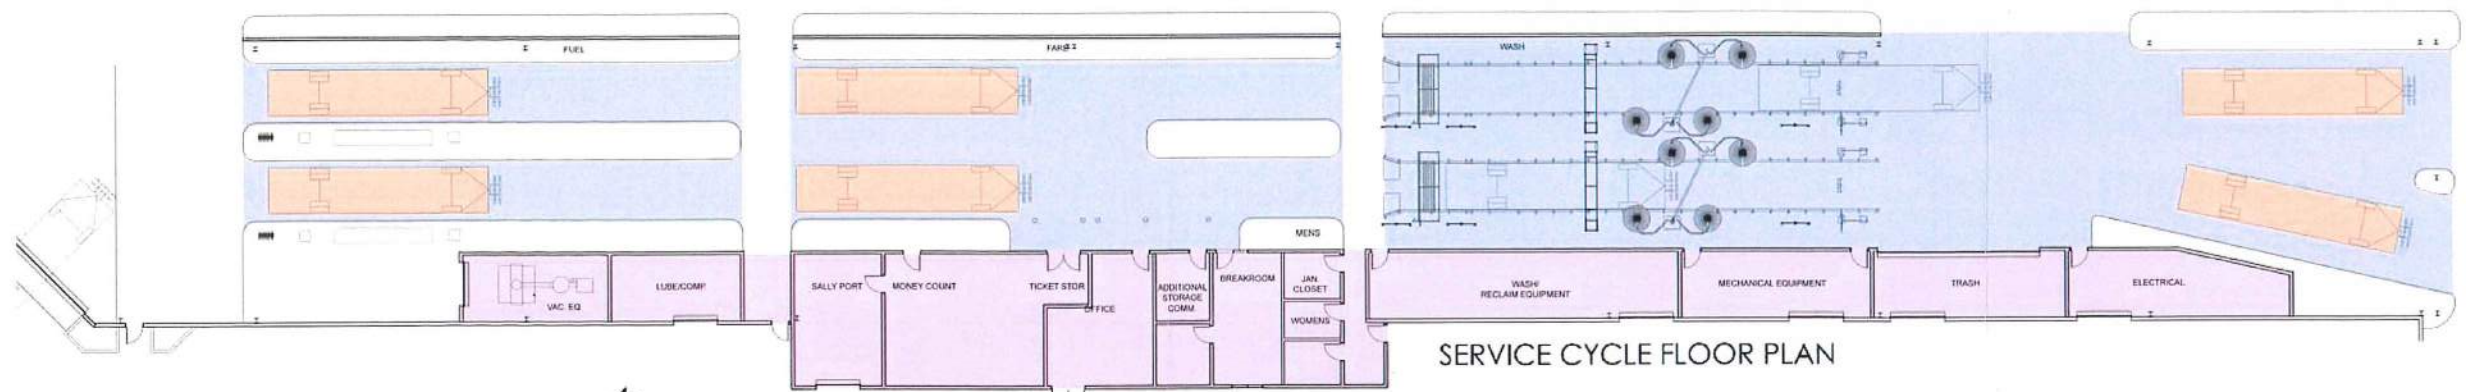 FUEL
FARE
WASH
MENS
VAC. EQ
LUBE/COMP.
SALLY PORT
MONEY COUNT
TICKET STOR.
OFFICE
ADDITIONAL
STORAGE
COMM.
BREAKROOM
JAN.
CLOSET
WOMENS
WASH/
RECLAIM EQUIPMENT
MECHANICAL EQUIPMENT
TRASH
ELECTRICAL
SERVICE CYCLE FLOOR PLAN